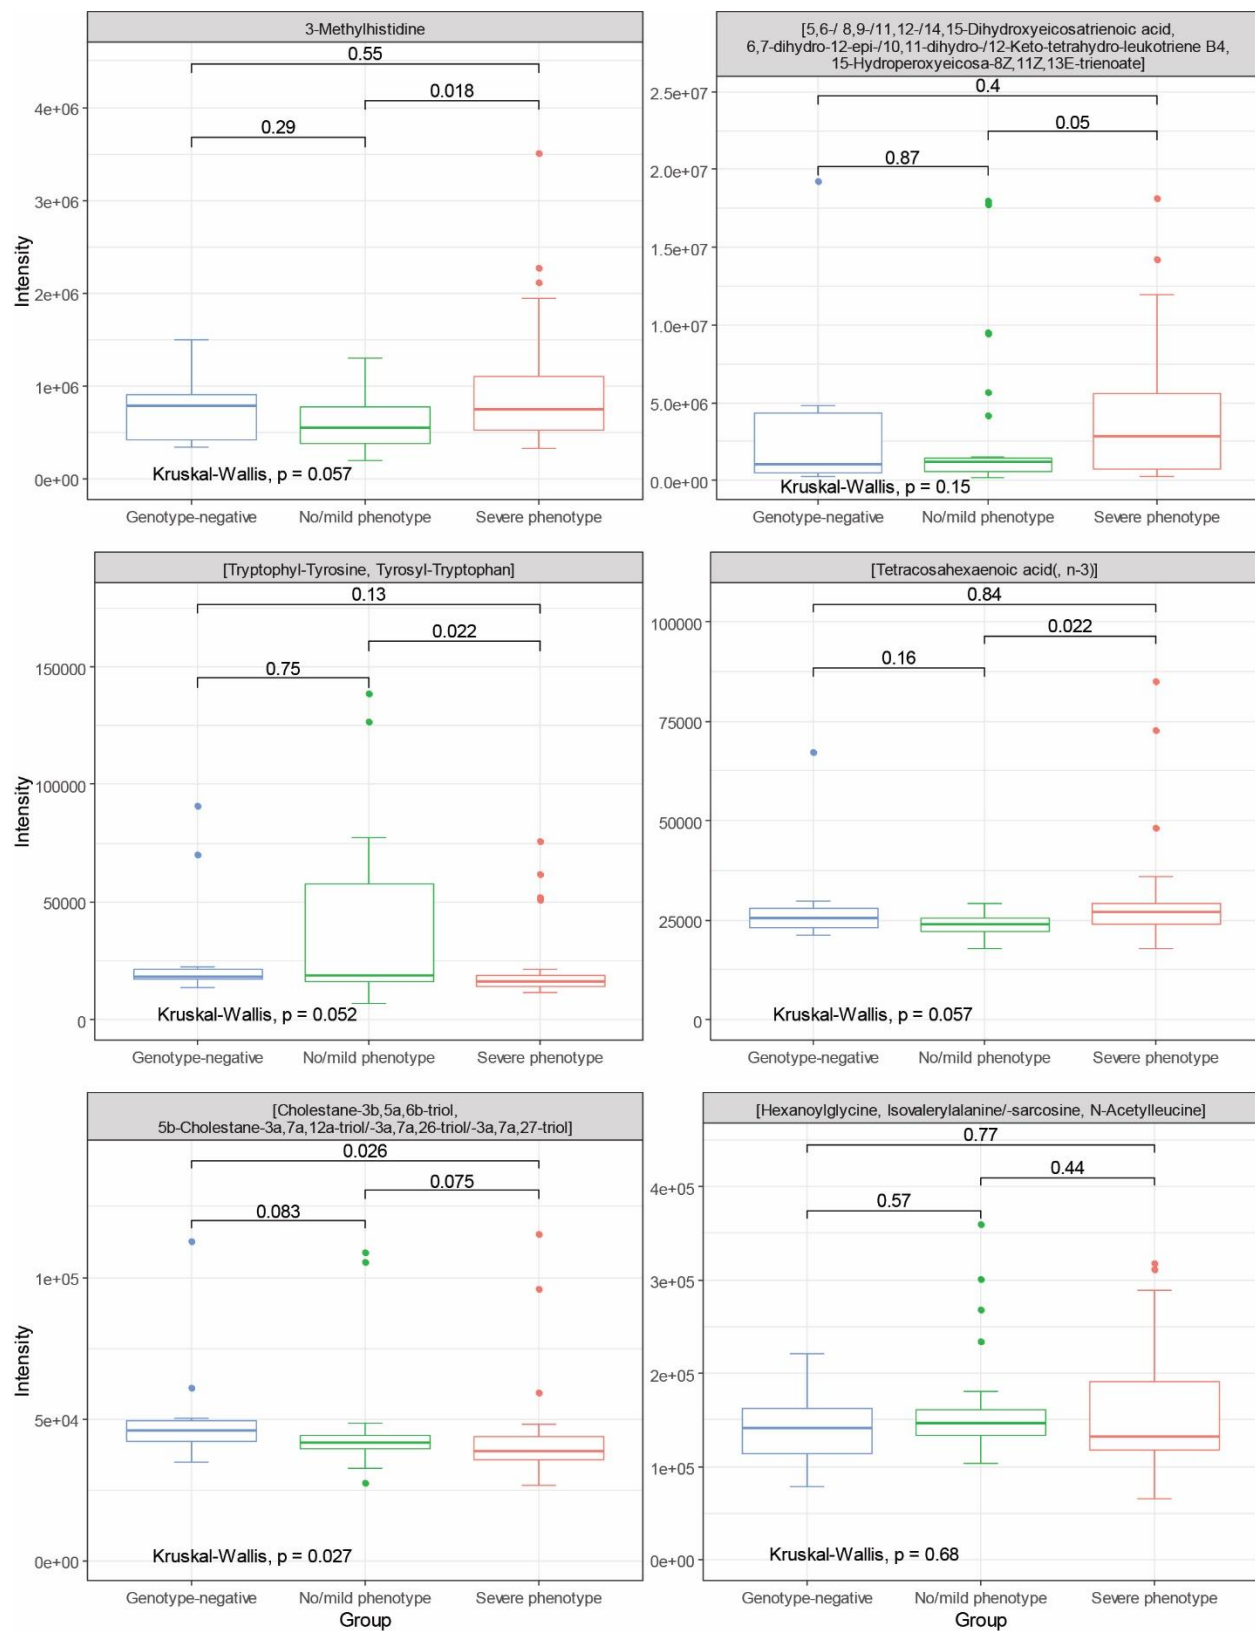 3-Methylhistidine
0.55
0.018
0.29
4e+06
3e+06
2e+06
1e+06
0e+00
Intensity
Kruskal-Wallis, p = 0.057
Genotype-negative
No/mild phenotype
Severe phenotype
[5,6-/ 8,9-/11,12-/14,15-Dihydroxyeicosatrienoic acid,
6,7-dihydro-12-epi-/10,11-dihydro-/12-Keto-tetrahydro-leukotriene B4,
15-Hydroperoxyeicosa-8Z,11Z,13E-trienoate]
0.4
0.05
0.87
2.5e+07
2.0e+07
1.5e+07
1.0e+07
5.0e+06
0.0e+00
Kruskal-Wallis, p = 0.15
Genotype-negative
No/mild phenotype
Severe phenotype
[Tryptophyl-Tyrosine, Tyrosyl-Tryptophan]
0.13
0.022
0.75
150000
100000
50000
0
Intensity
Kruskal-Wallis, p = 0.052
Genotype-negative
No/mild phenotype
Severe phenotype
[Tetracosahexaenoic acid(, n-3)]
0.84
0.022
0.16
100000
75000
50000
25000
0
Kruskal-Wallis, p = 0.057
Genotype-negative
No/mild phenotype
Severe phenotype
[Cholestane-3b,5a,6b-triol,
5b-Cholestane-3a,7a,12a-triol/-3a,7a,26-triol/-3a,7a,27-triol]
0.026
0.075
0.083
1e+05
5e+04
0e+00
Intensity
Kruskal-Wallis, p = 0.027
Genotype-negative
No/mild phenotype
Severe phenotype
Group
[Hexanoylglycine, Isovalerylalanine/-sarcosine, N-Acetylleucine]
0.77
0.44
0.57
4e+05
3e+05
2e+05
1e+05
0e+00
Kruskal-Wallis, p = 0.68
Genotype-negative
No/mild phenotype
Severe phenotype
Group